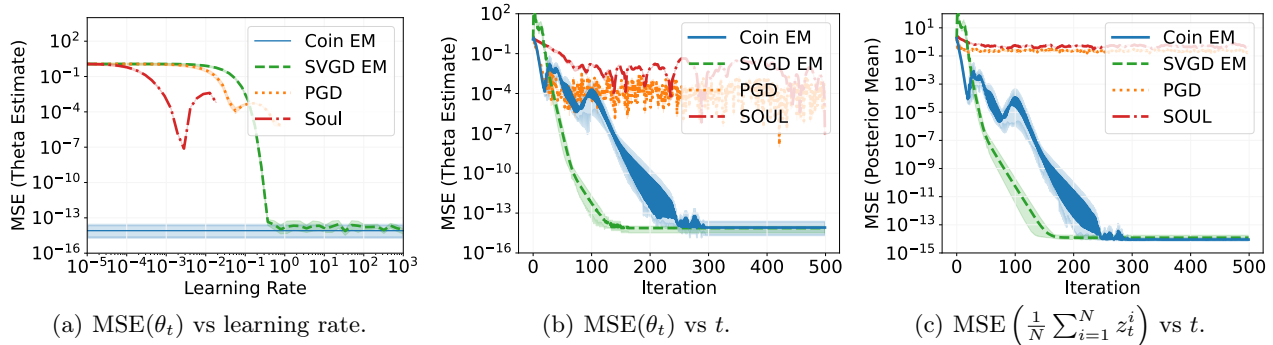 MSE (Theta Estimate)
10^2
10^{-1}
10^{-4}
10^{-7}
10^{-10}
10^{-13}
10^{-16}
Coin EM
SVGD EM
PGD
Soul
10^{-5} 10^{-4} 10^{-3} 10^{-2} 10^{-1} 10^0 10^1 10^2 10^3
Learning Rate
(a) MSE(θ_t) vs learning rate.
MSE (Theta Estimate)
10^2
10^{-1}
10^{-4}
10^{-7}
10^{-10}
10^{-13}
10^{-16}
Coin EM
SVGD EM
PGD
SOUL
0 100 200 300 400 500
Iteration
(b) MSE(θ_t) vs t.
MSE (Posterior Mean)
10^1
10^{-1}
10^{-3}
10^{-5}
10^{-7}
10^{-9}
10^{-11}
10^{-13}
10^{-15}
Coin EM
SVGD EM
PGD
SOUL
0 100 200 300 400 500
Iteration
(c) MSE (1/N ∑_{i=1}^N z_t^i) vs t.